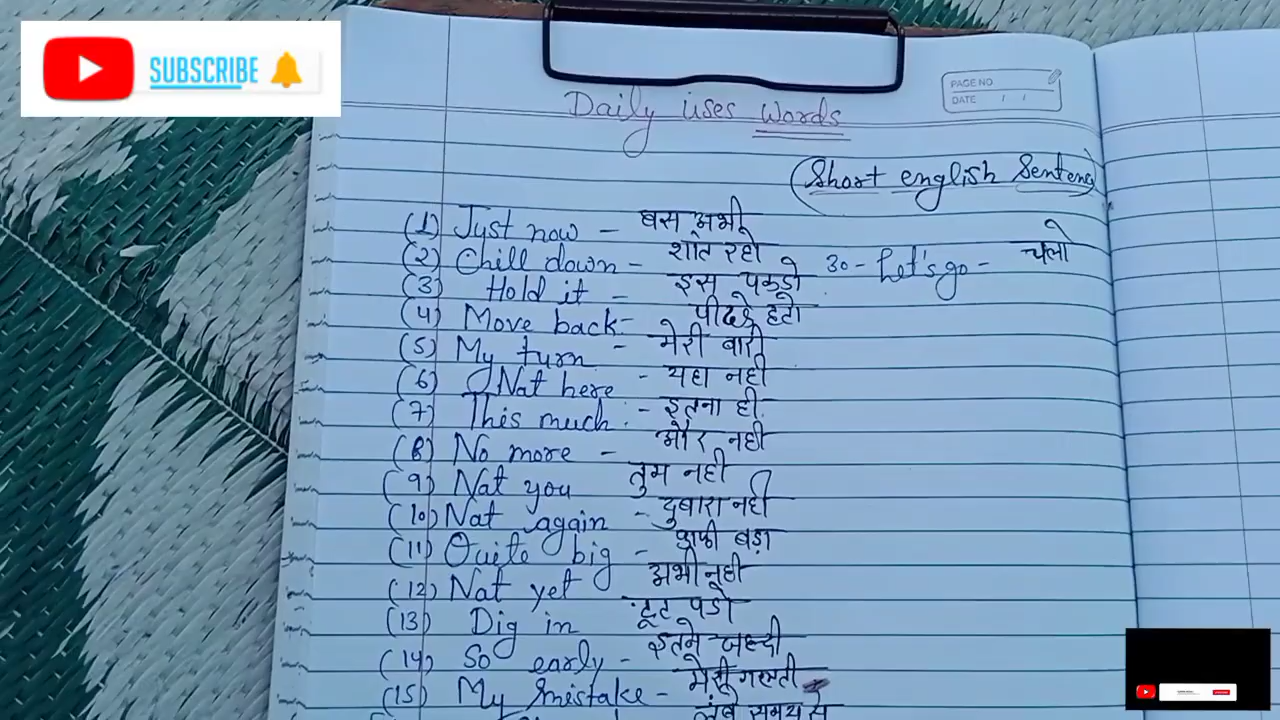 SUBSCRIBE
PAGE NO
DATE / /
Daily uses Words
(Short english Sentenc)
(1) Just now - बस अभी
(2) Chill down - शांत रहो 30 - Let's go - चलो
(3) Hold it - इस पकडो
(4) Move back - पीछे हटो
(5) My turn - मेरी बारी
(6) Nat here - यहा नही
(7) This much - इतना ही
(8) No more - और नही
(9) Nat you तुम नही
(10) Nat again - दुबारा नही
(11) Quite big - काफी बड़ा
(12) Nat yet अभी नही
(13) Dig in टूट पडो
(14) So early - इतने जल्दी
(15) My mistake - मेरी गलती
लंबे समय से